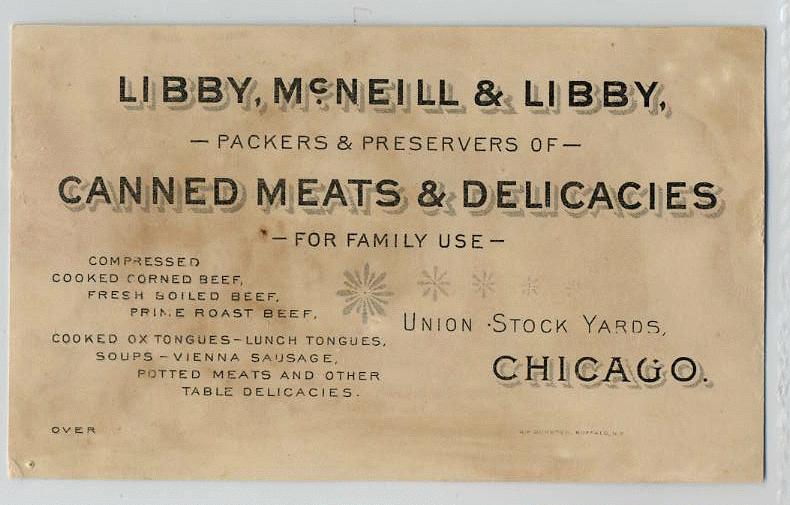 LIBBY, McNEILL & LIBBY,
— PACKERS & PRESERVERS OF —
CANNED MEATS & DELICACIES
— FOR FAMILY USE —
COMPRESSED
COOKED CORNED BEEF,
FRESH BOILED BEEF,
PRIME ROAST BEEF,
COOKED OX TONGUES – LUNCH TONGUES,
SOUPS – VIENNA SAUSAGE,
POTTED MEATS AND OTHER
TABLE DELICACIES.
UNION STOCK YARDS,
CHICAGO.
OVER
BUFFALO, N.Y.